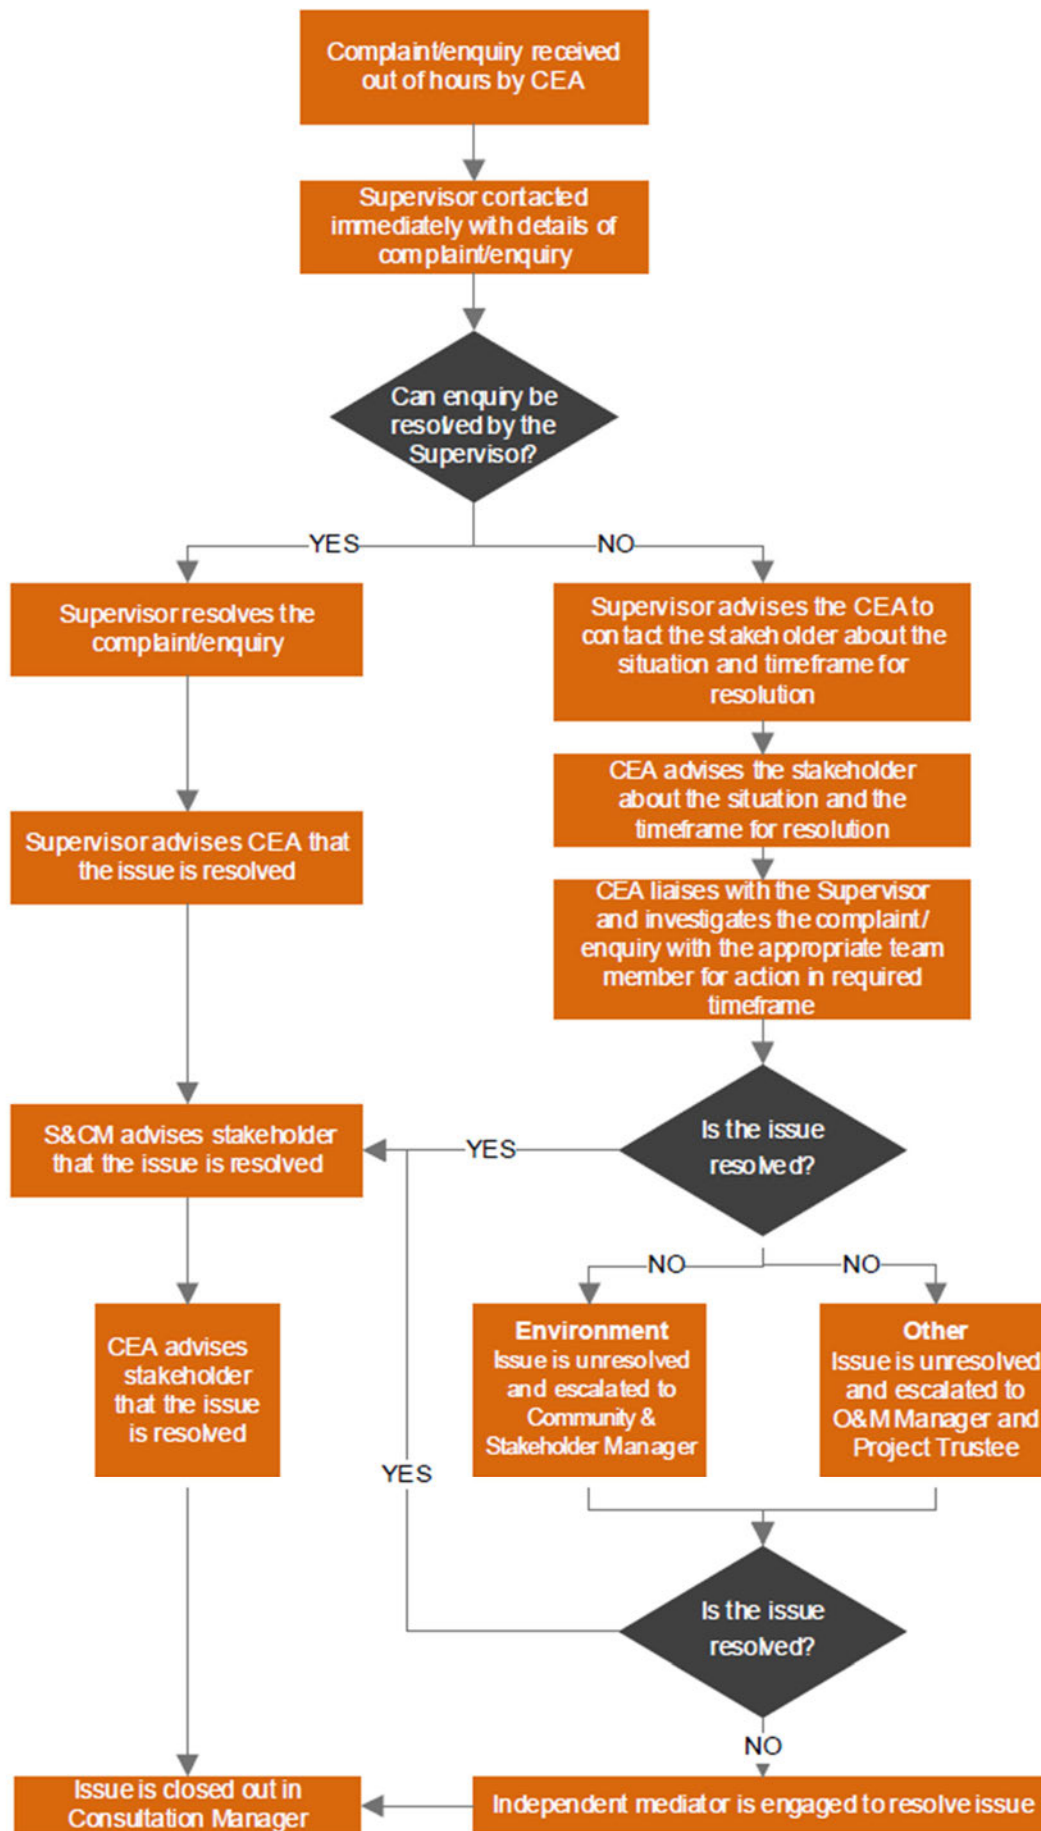 Complaint/enquiry received
out of hours by CEA
Supervisor contacted
immediately with details of
complaint/enquiry
Can enquiry be
resolved by the
Supervisor?
YES
NO
Supervisor resolves the
complaint/enquiry
Supervisor advises the CEA to
contact the stakeholder about the
situation and timeframe for
resolution
CEA advises the stakeholder
about the situation and the
timeframe for resolution
Supervisor advises CEA that
the issue is resolved
CEA liaises with the Supervisor
and investigates the complaint/
enquiry with the appropriate team
member for action in required
timeframe
S&CM advises stakeholder
that the issue is resolved
YES
Is the issue
resolved?
NO
NO
CEA advises
stakeholder
that the issue
is resolved
Environment
Issue is unresolved
and escalated to
Community &
Stakeholder Manager
Other
Issue is unresolved
and escalated to
O&M Manager and
Project Trustee
YES
Is the issue
resolved?
NO
Issue is closed out in
Consultation Manager
Independent mediator is engaged to resolve issue